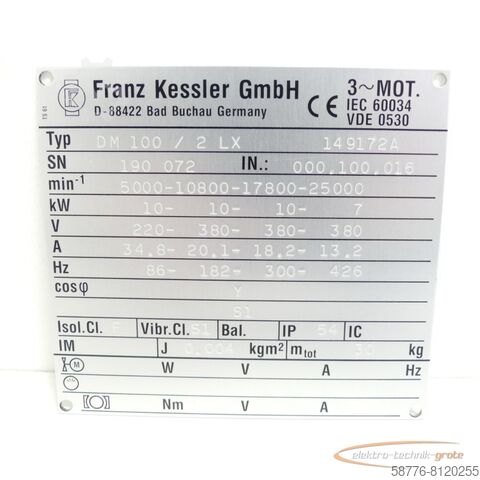 Franz Kessler GmbH
D-88422 Bad Buchau Germany
CE
3~MOT.
IEC 60034
VDE 0530
TS 61
Typ DM 100 / 2 LX 149172A
SN 190 072 IN.: 000.100.016
min-1 5000-10800-17800-25000
kW 10- 10- 10- 7
V 220- 380- 380- 380
A 34.8- 20.1- 18.2- 13.2
Hz 86- 182- 300- 426
cosφ Y
S1
Isol.Cl. F Vibr.Cl. S1 Bal. IP 54 IC
IM J 0.004 kgm2 mtot 30 kg
M W V A Hz
Nm V A
elektro-technik-grote
58776-8120255